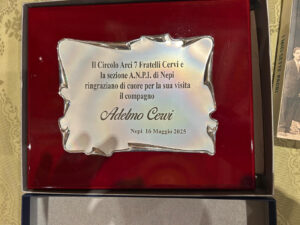 Il Circolo Arci 7 Fratelli Cervi e
la sezione A.N.P.I. di Nepi
ringraziano di cuore per la sua visita
il compagno
Adelmo Cervi
Nepi 16 Maggio 2025